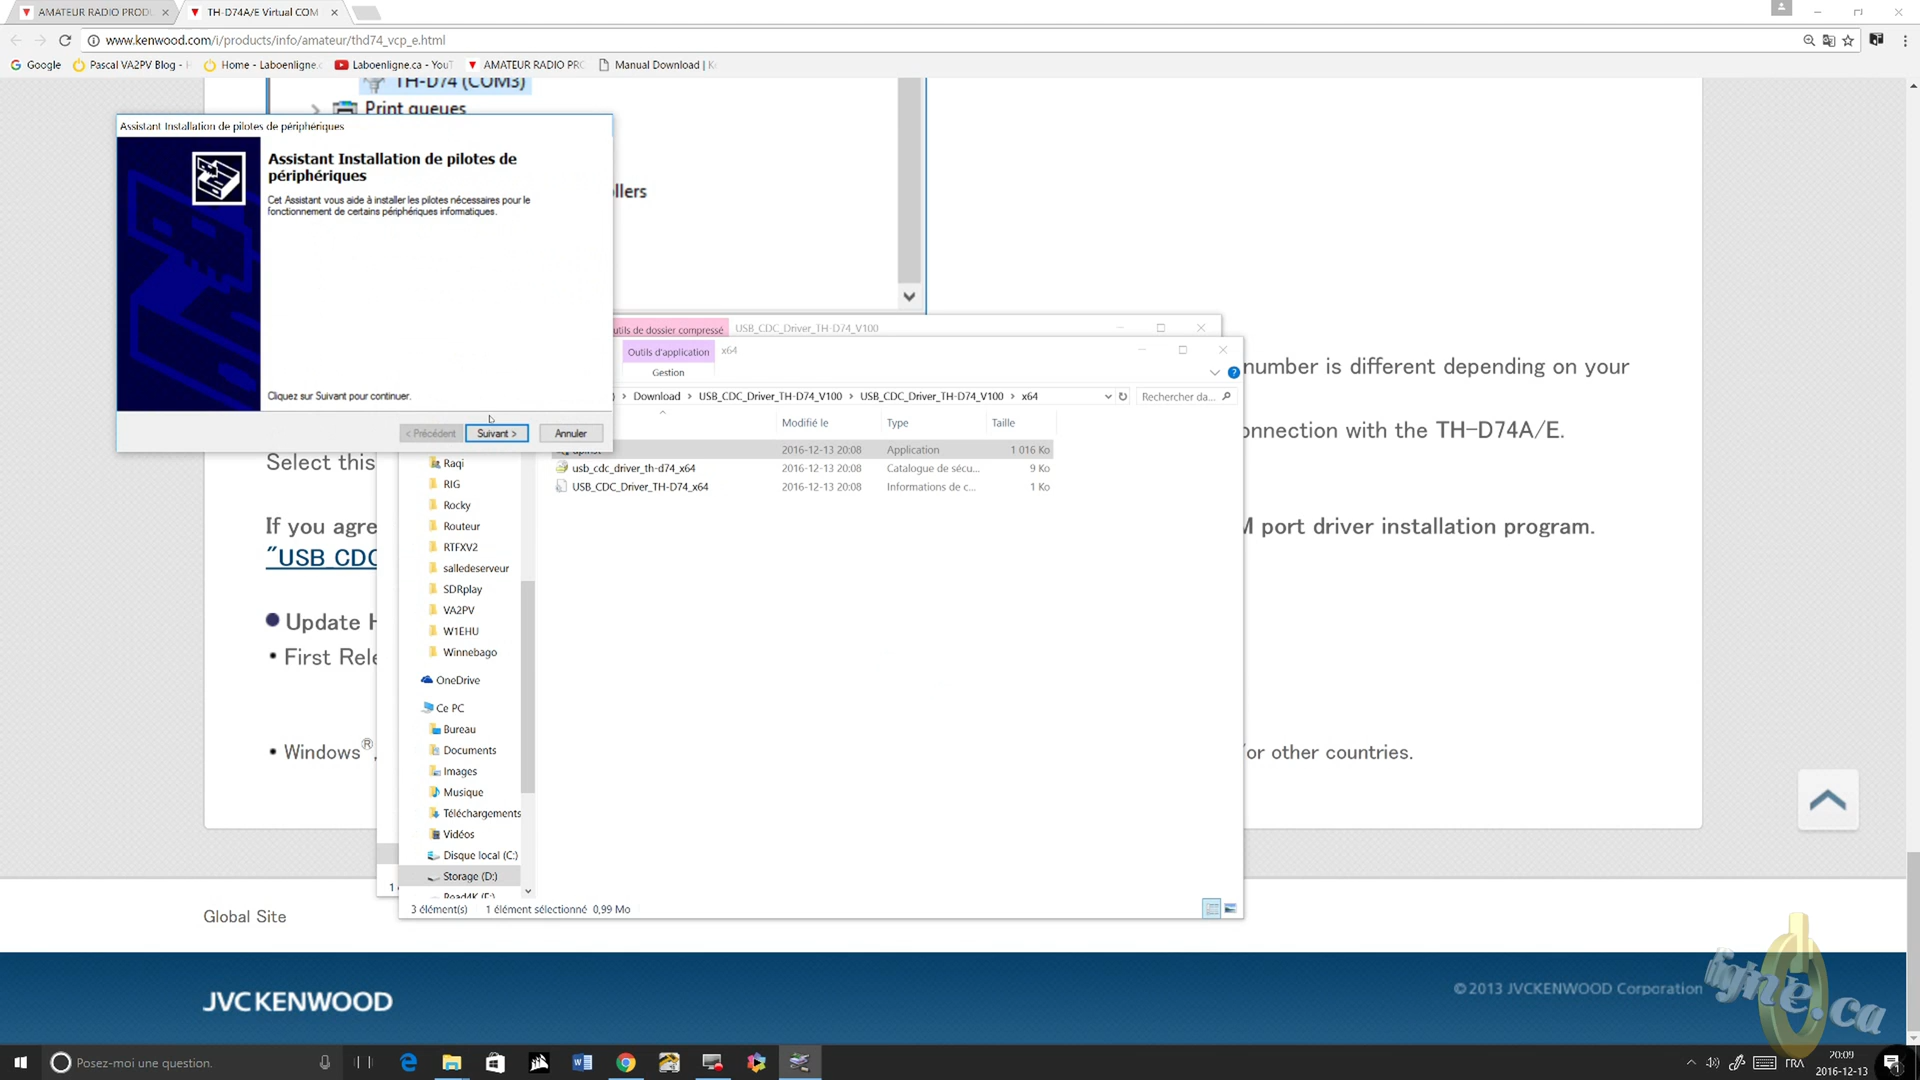 AMATEUR RADIO PRODU
TH-D74A/E Virtual COM
www.kenwood.com/i/products/info/amateur/thd74_vcp_e.html
Google
Pascal VA2PV Blog -
Home - Laboenligne.c
Laboenligne.ca - YouT
AMATEUR RADIO PRC
Manual Download |
TH-D74 (COM3)
Print queues
llers
Assistant Installation de pilotes de périphériques
Assistant Installation de pilotes de
périphériques
Cet Assistant vous aide à installer les pilotes nécessaires pour le
fonctionnement de certains périphériques informatiques.
Cliquez sur Suivant pour continuer.
< Précédent
Suivant >
Annuler
utils de dossier compressé
USB_CDC_Driver_TH-D74_V100
Outils d'application
x64
Gestion
Download > USB_CDC_Driver_TH-D74_V100 > USB_CDC_Driver_TH-D74_V100 > x64
Rechercher da...
Modifié le
Type
Taille
2016-12-13 20:08 Application 1 016 Ko
usb_cdc_driver_th-d74_x64 2016-12-13 20:08 Catalogue de sécu... 9 Ko
USB_CDC_Driver_TH-D74_x64 2016-12-13 20:08 Informations de c... 1 Ko
Raqi
RIG
Rocky
Routeur
RTFXV2
salledeserveur
SDRplay
VA2PV
W1EHU
Winnebago
OneDrive
Ce PC
Bureau
Documents
Images
Musique
Téléchargements
Vidéos
Disque local (C:)
Storage (D:)
3 élément(s) 1 élément sélectionné 0,99 Mo
number is different depending on your
onnection with the TH-D74A/E.
Select this
If you agre
M port driver installation program.
"USB_CDC
Update H
First Rele
Windows®,
or other countries.
1
Global Site
JVCKENWOOD
©2013 JVCKENWOOD Corporation
ligne.ca
Posez-moi une question.
FRA
20:09
2016-12-13